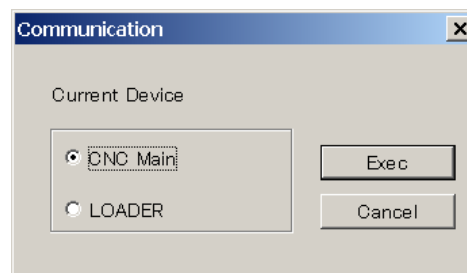 Communication
Current Device
CNC Main
Exec
LOADER
Cancel